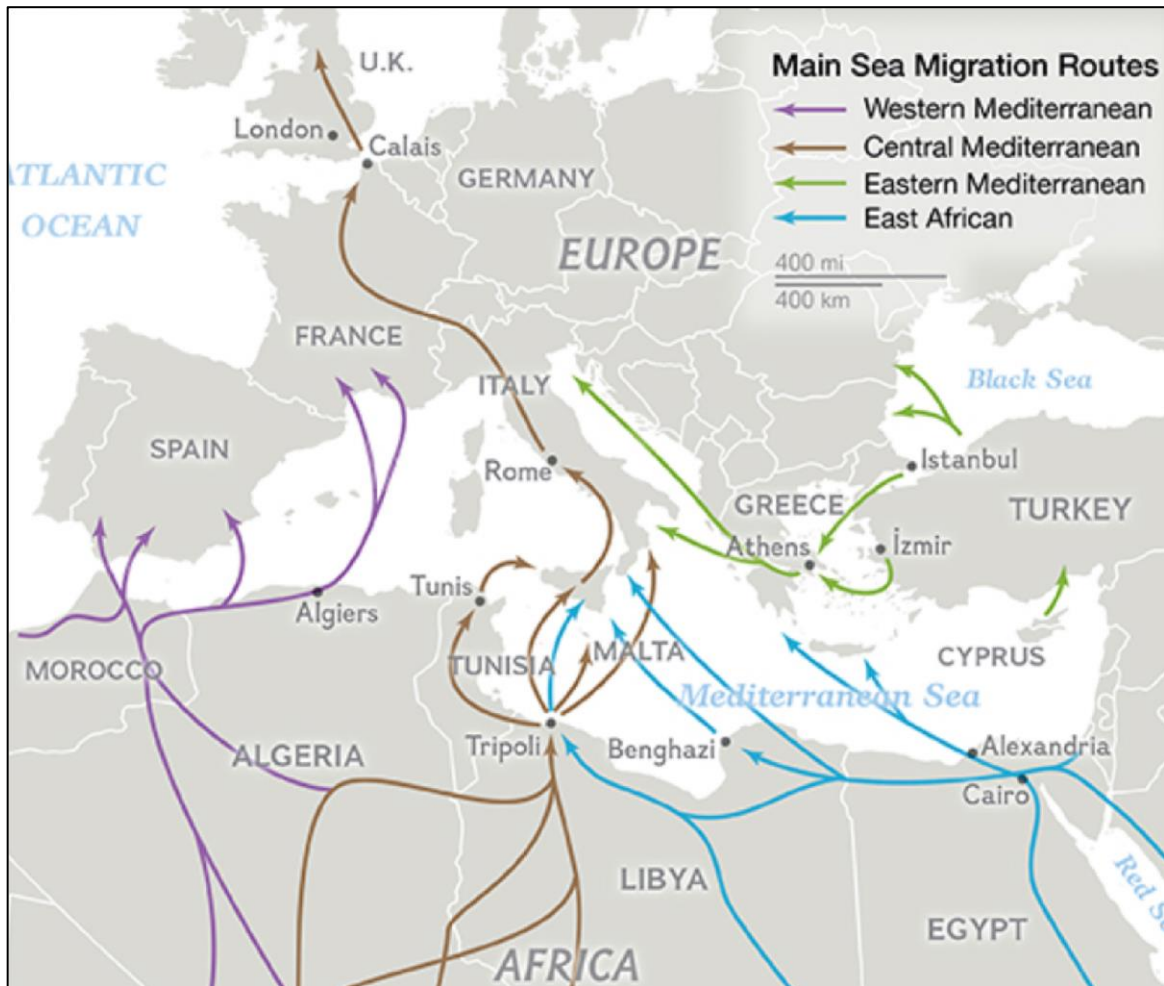 Main Sea Migration Routes
Western Mediterranean
Central Mediterranean
Eastern Mediterranean
East African
400 mi
400 km
U.K.
London
Calais
ATLANTIC
OCEAN
GERMANY
EUROPE
FRANCE
ITALY
Black Sea
SPAIN
Rome
Istanbul
GREECE
TURKEY
Athens
İzmir
Tunis
Algiers
MOROCCO
TUNISIA
MALTA
CYPRUS
Mediterranean Sea
Tripoli
Benghazi
Alexandria
ALGERIA
Cairo
LIBYA
Red S
EGYPT
AFRICA